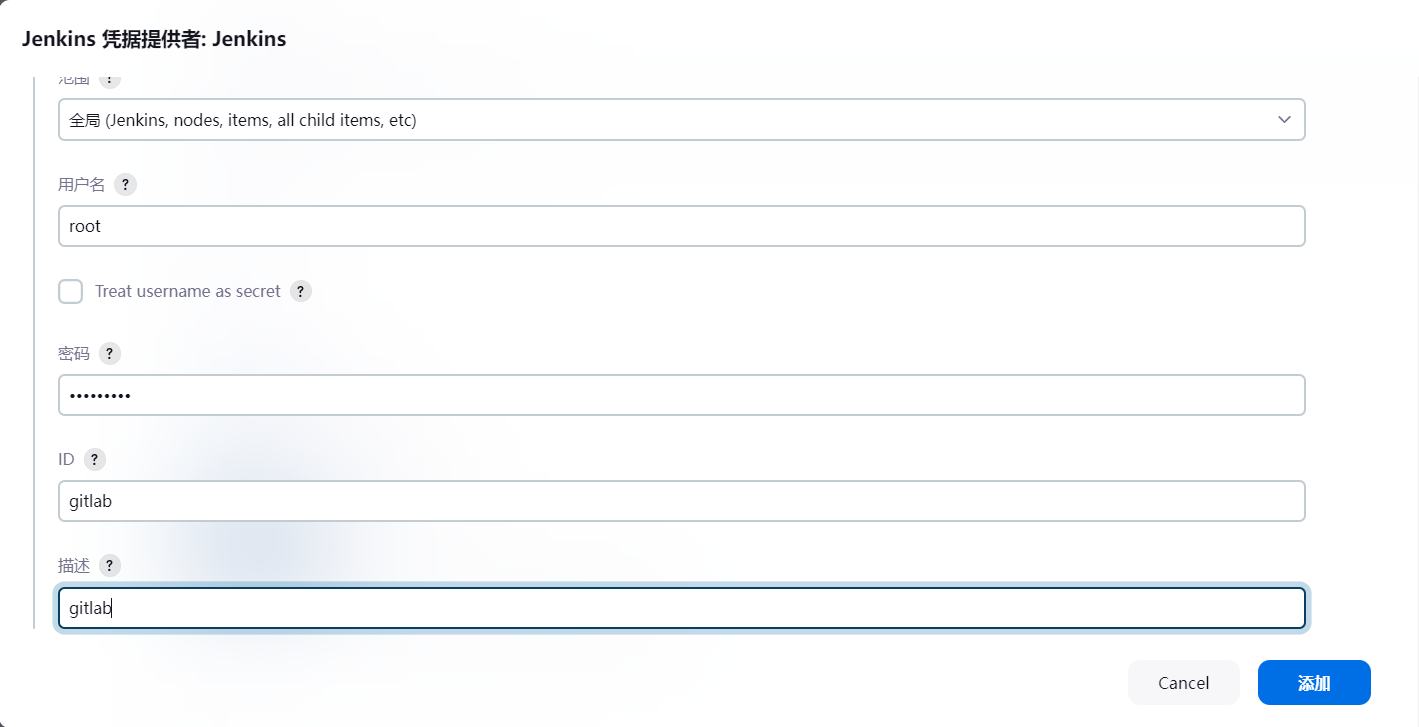 Jenkins 凭据提供者: Jenkins
范围 ?
全局 (Jenkins, nodes, items, all child items, etc)
用户名 ?
root
Treat username as secret ?
密码 ?
•••••••••
ID ?
gitlab
描述 ?
gitlab
Cancel
添加